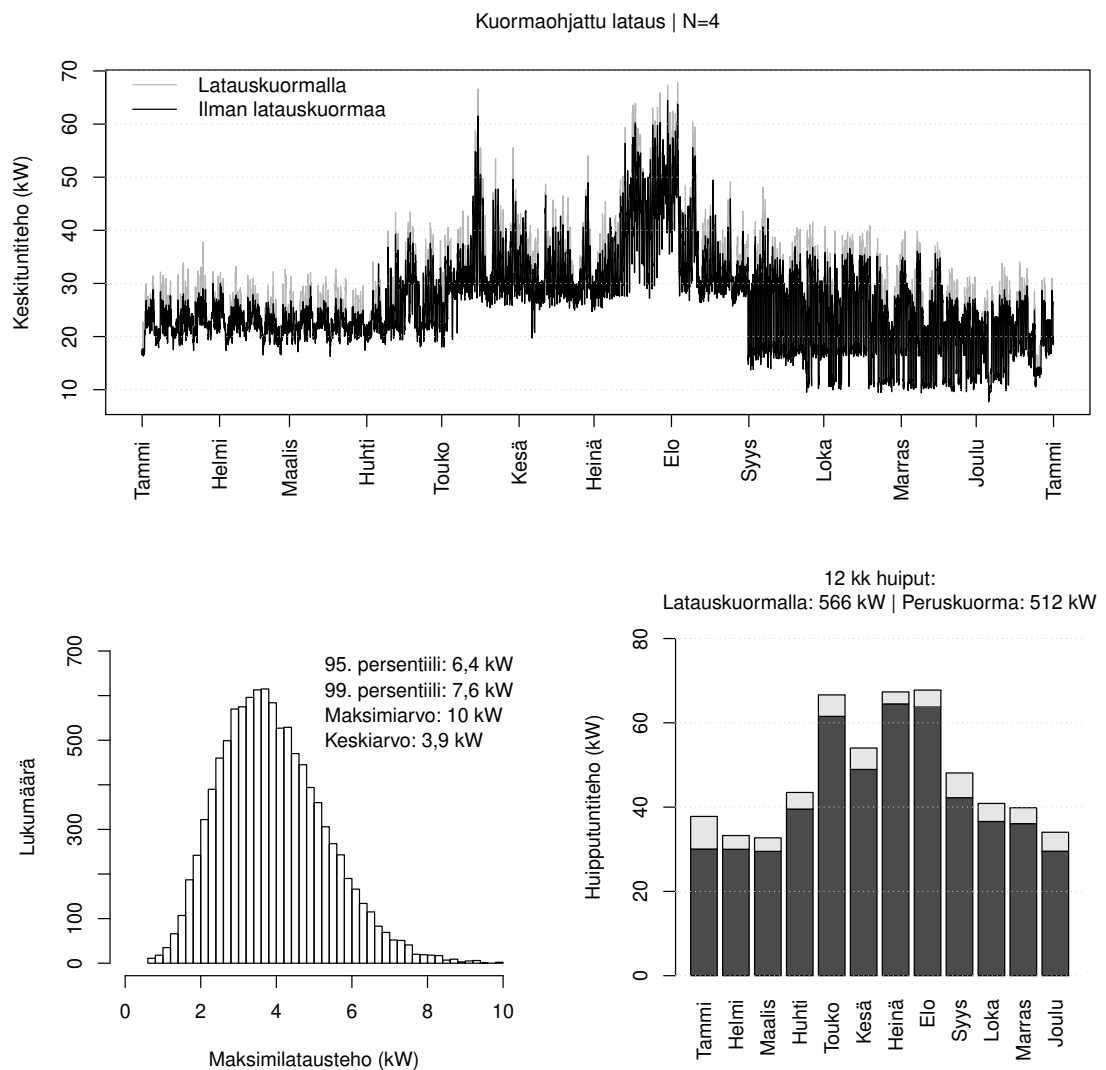 Kuormaohjattu lataus | N=4
Keskituntiteho (kW)
70
60
50
40
30
20
10
Latauskuormalla
Ilman latauskuormaa
Tammi
Helmi
Maalis
Huhti
Touko
Kesä
Heinä
Elo
Syys
Loka
Marras
Joulu
Tammi
Lukumäärä
700
500
300
100
0
95. persentiili: 6,4 kW
99. persentiili: 7,6 kW
Maksimiarvo: 10 kW
Keskiarvo: 3,9 kW
0 2 4 6 8 10
Maksimilatausteho (kW)
12 kk huiput:
Latauskuormalla: 566 kW | Peruskuorma: 512 kW
Huipputuntiteho (kW)
80
60
40
20
0
Tammi
Helmi
Maalis
Huhti
Touko
Kesä
Heinä
Elo
Syys
Loka
Marras
Joulu